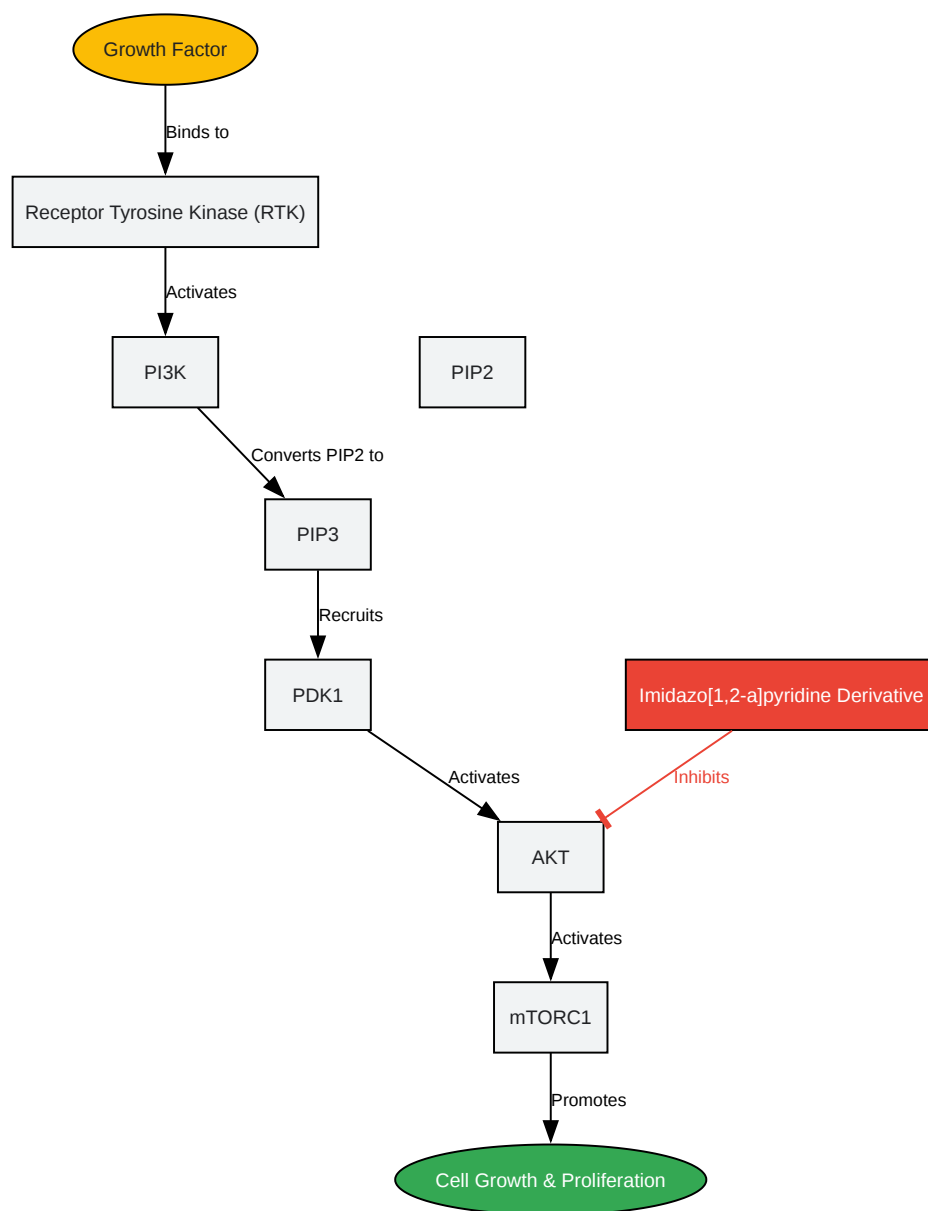 Growth Factor
Binds to
Receptor Tyrosine Kinase (RTK)
Activates
PI3K
PIP2
Converts PIP2 to
PIP3
Recruits
PDK1
Imidazo[1,2-a]pyridine Derivative
Activates
Inhibits
AKT
Activates
mTORC1
Promotes
Cell Growth & Proliferation